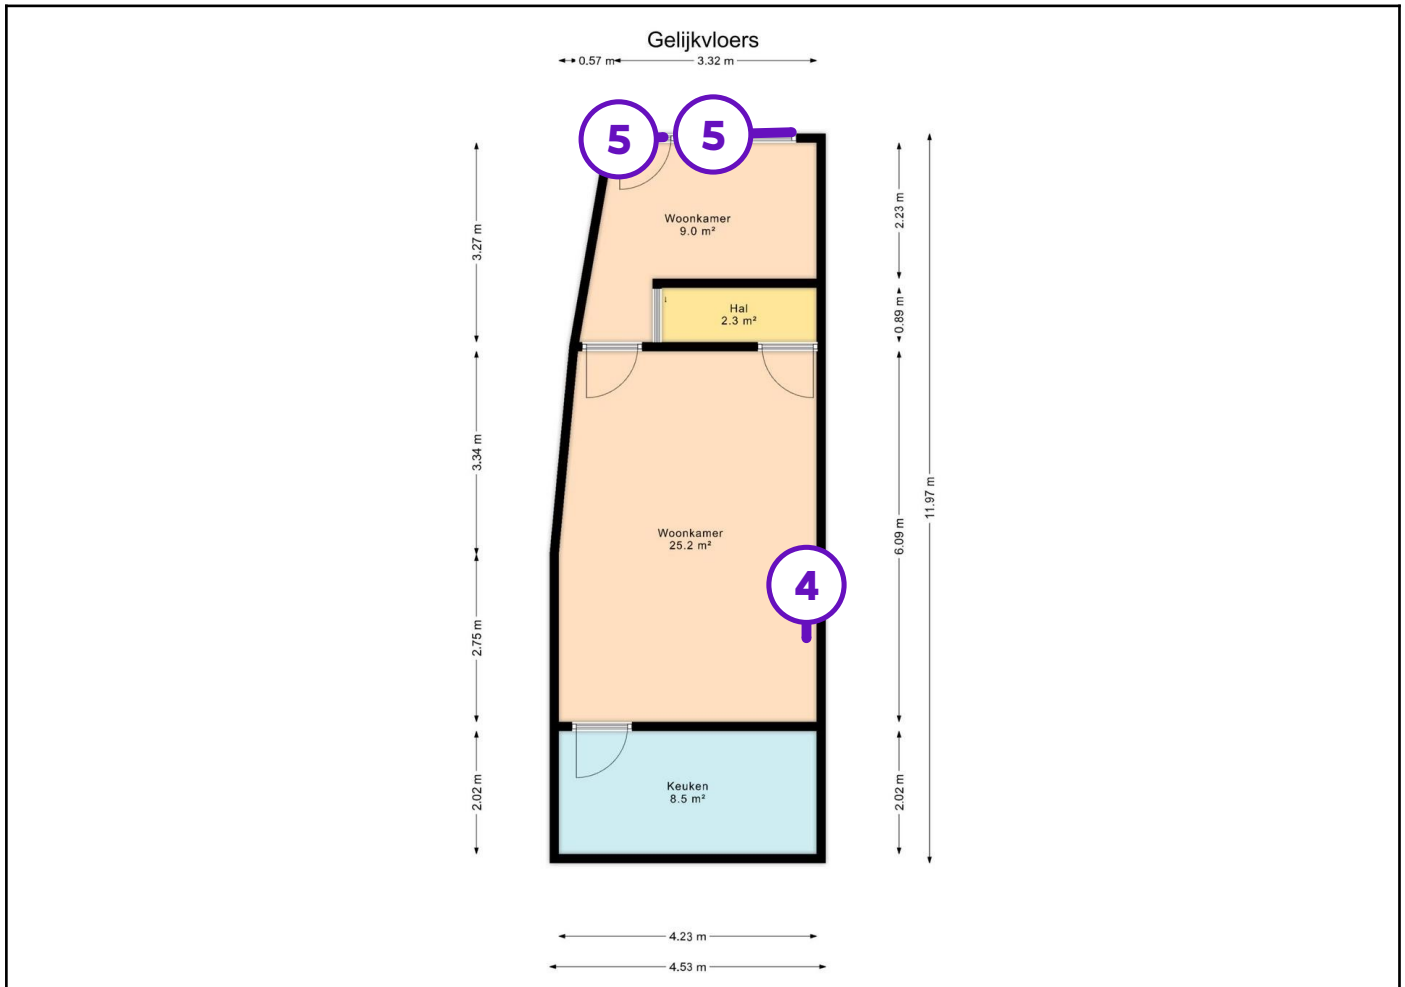 Gelijkvloers
0.57 m
3.32 m
5
5
Woonkamer
9.0 m²
3.27 m
2.23 m
Hal
2.3 m²
0.89 m
3.34 m
11.97 m
Woonkamer
25.2 m²
6.09 m
4
2.75 m
Keuken
8.5 m²
2.02 m
2.02 m
4.23 m
4.53 m